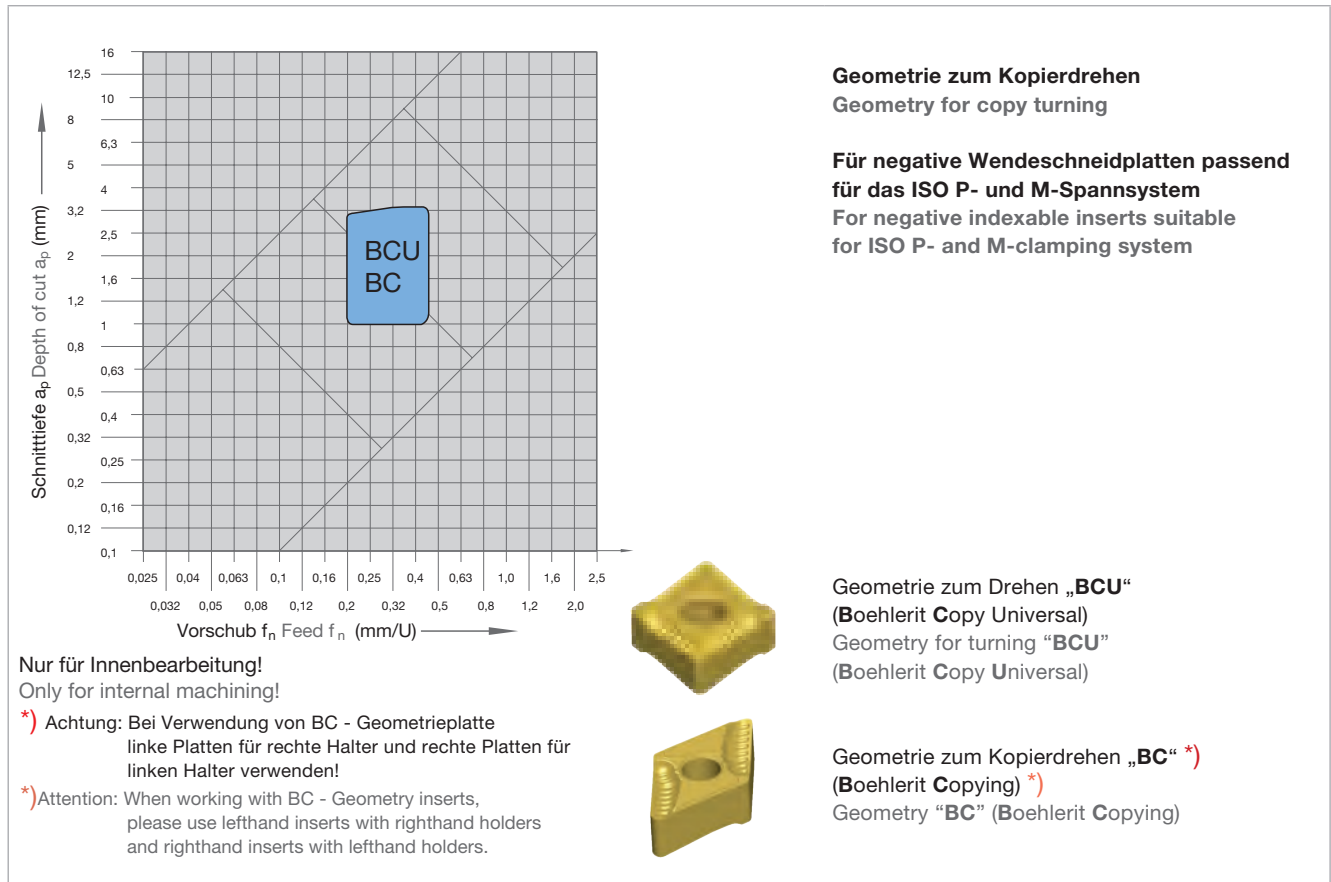 16
12,5
10
8
6,3
5
4
3,2
2,5
2
1,6
1,2
1
0,8
0,63
0,5
0,4
0,32
0,25
0,2
0,16
0,12
0,1
Schnitttiefe ap Depth of cut ap (mm)
BCU
BC
0,025 0,04 0,063 0,1 0,16 0,25 0,4 0,63 1,0 1,6 2,5
0,032 0,05 0,08 0,12 0,2 0,32 0,5 0,8 1,2 2,0
Vorschub fn Feed fn (mm/U)
Nur für Innenbearbeitung!
Only for internal machining!
*) Achtung: Bei Verwendung von BC - Geometrieplatte
linke Platten für rechte Halter und rechte Platten für
linken Halter verwenden!
*)Attention: When working with BC - Geometry inserts,
please use lefthand inserts with righthand holders
and righthand inserts with lefthand holders.
Geometrie zum Kopierdrehen
Geometry for copy turning
Für negative Wendeschneidplatten passend
für das ISO P- und M-Spannsystem
For negative indexable inserts suitable
for ISO P- and M-clamping system
Geometrie zum Drehen „BCU“
(Boehlerit Copy Universal)
Geometry for turning “BCU”
(Boehlerit Copy Universal)
Geometrie zum Kopierdrehen „BC“ *)
(Boehlerit Copying) *)
Geometry “BC” (Boehlerit Copying)